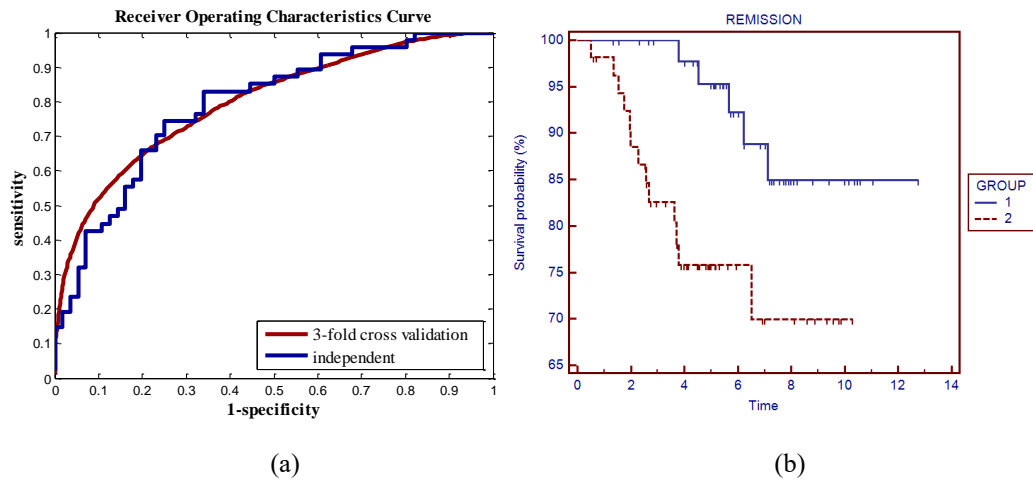 Receiver Operating Characteristics Curve
1
0.9
0.8
0.7
0.6
0.5
0.4
0.3
0.2
0.1
0
sensitivity
3-fold cross validation
independent
0 0.1 0.2 0.3 0.4 0.5 0.6 0.7 0.8 0.9 1
1-specificity
(a)
REMISSION
100
95
90
85
80
75
70
65
Survival probability (%)
0 2 4 6 8 10 12 14
Time
GROUP
1
2
(b)